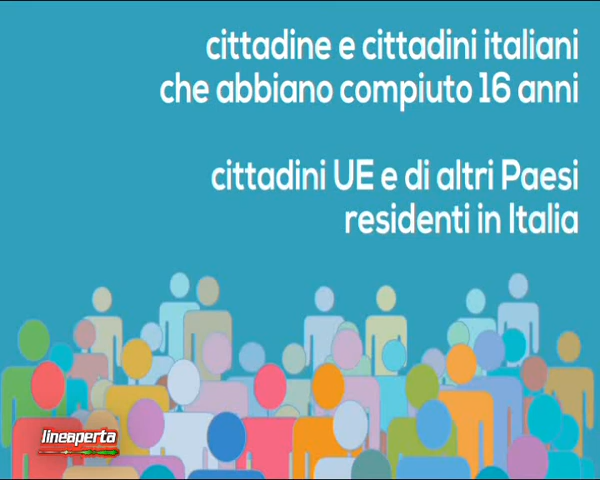 cittadine e cittadini italiani
che abbiano compiuto 16 anni
cittadini UE e di altri Paesi
residenti in Italia
lineaperta